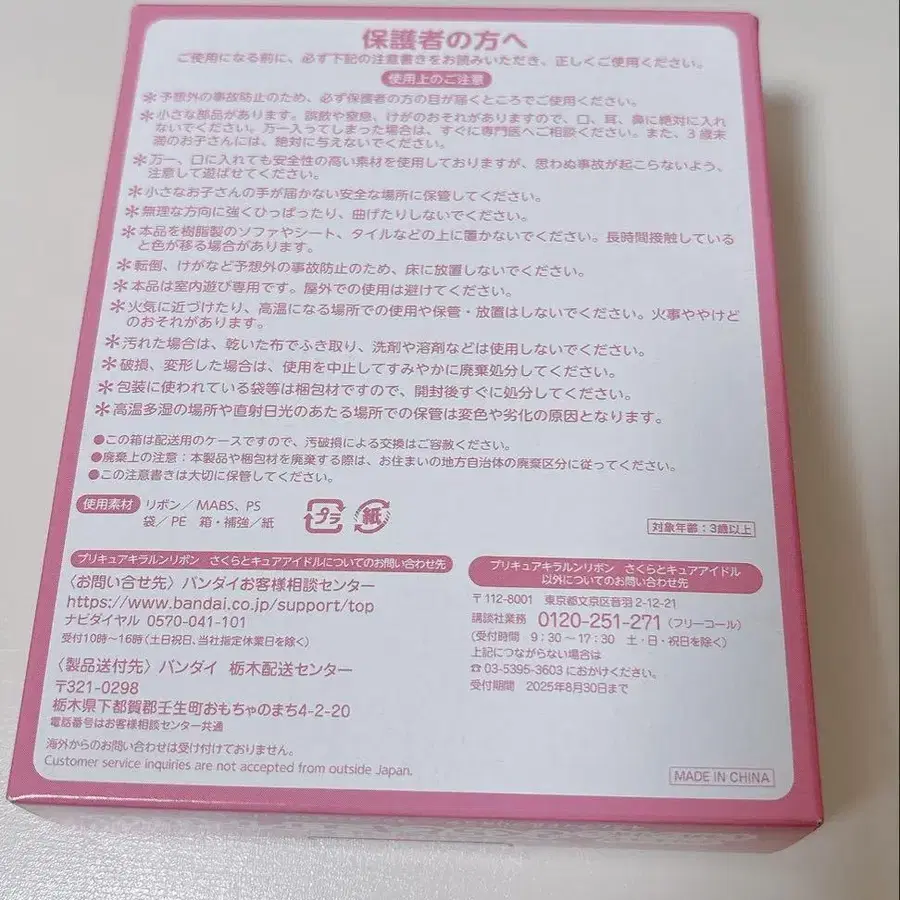 保護者の方へ
ご使用になる前に、必ず下記の注意書きをお読みいただき、正しくご使用ください。
使用上のご注意
＊予想外の事故防止のため、必ず保護者の方の目が届くところでご使用ください。
＊小さな部品があります。誤飲や窒息、けがのおそれがありますので、口、耳、鼻に絶対に入れ
ないでください。万一入ってしまった場合は、すぐに専門医へご相談ください。また、3歳未
満のお子さんには、絶対に与えないでください。
＊万一、口に入れても安全性の高い素材を使用しておりますが、思わぬ事故が起こらないよう、
注意して遊ばせてください。
＊小さなお子さんの手が届かない安全な場所に保管してください。
＊無理な方向に強くひっぱったり、曲げたりしないでください。
＊本品を樹脂製のソファやシート、タイルなどの上に置かないでください。長時間接触している
と色が移る場合があります。
＊転倒、けがなど予想外の事故防止のため、床に放置しないでください。
＊本品は室内遊び専用です。屋外での使用は避けてください。
＊火気に近づけたり、高温になる場所での使用や保管・放置はしないでください。火事ややけど
のおそれがあります。
＊汚れた場合は、乾いた布でふき取り、洗剤や溶剤などは使用しないでください。
＊破損、変形した場合は、使用を中止してすみやかに廃棄処分してください。
＊包装に使われている袋等は梱包材ですので、開封後すぐに処分してください。
＊高温多湿の場所や直射日光のあたる場所での保管は変色や劣化の原因となります。
●この箱は配送用のケースですので、汚破損による交換はご容赦ください。
●廃棄上の注意：本製品や梱包材を廃棄する際は、お住まいの地方自治体の廃棄区分に従ってください。
●この注意書きは大切に保管してください。
使用素材 リボン／MABS、PS
袋／PE 箱・補強／紙
プラ 紙
対象年齢：3歳以上
プリキュアキラルンリボン さくらとキュアアイドルについてのお問い合わせ先
〈お問い合せ先〉バンダイお客様相談センター
https://www.bandai.co.jp/support/top
ナビダイヤル 0570-041-101
受付10時～16時（土日祝日、当社指定休業日を除く）
〈製品送付先〉バンダイ 栃木配送センター
〒321-0298
栃木県下都賀郡壬生町おもちゃのまち4-2-20
電話番号はお客様相談センター共通
海外からのお問い合わせは受け付けておりません。
Customer service inquiries are not accepted from outside Japan.
プリキュアキラルンリボン さくらとキュアアイドル
以外についてのお問い合わせ先
〒112-8001 東京都文京区音羽2-12-21
講談社業務 0120-251-271（フリーコール）
（受付時間 9：30～17：30 土・日・祝日を除く）
上記につながらない場合は
☎03-5395-3603におかけください。
受付期間 2025年8月30日まで
MADE IN CHINA